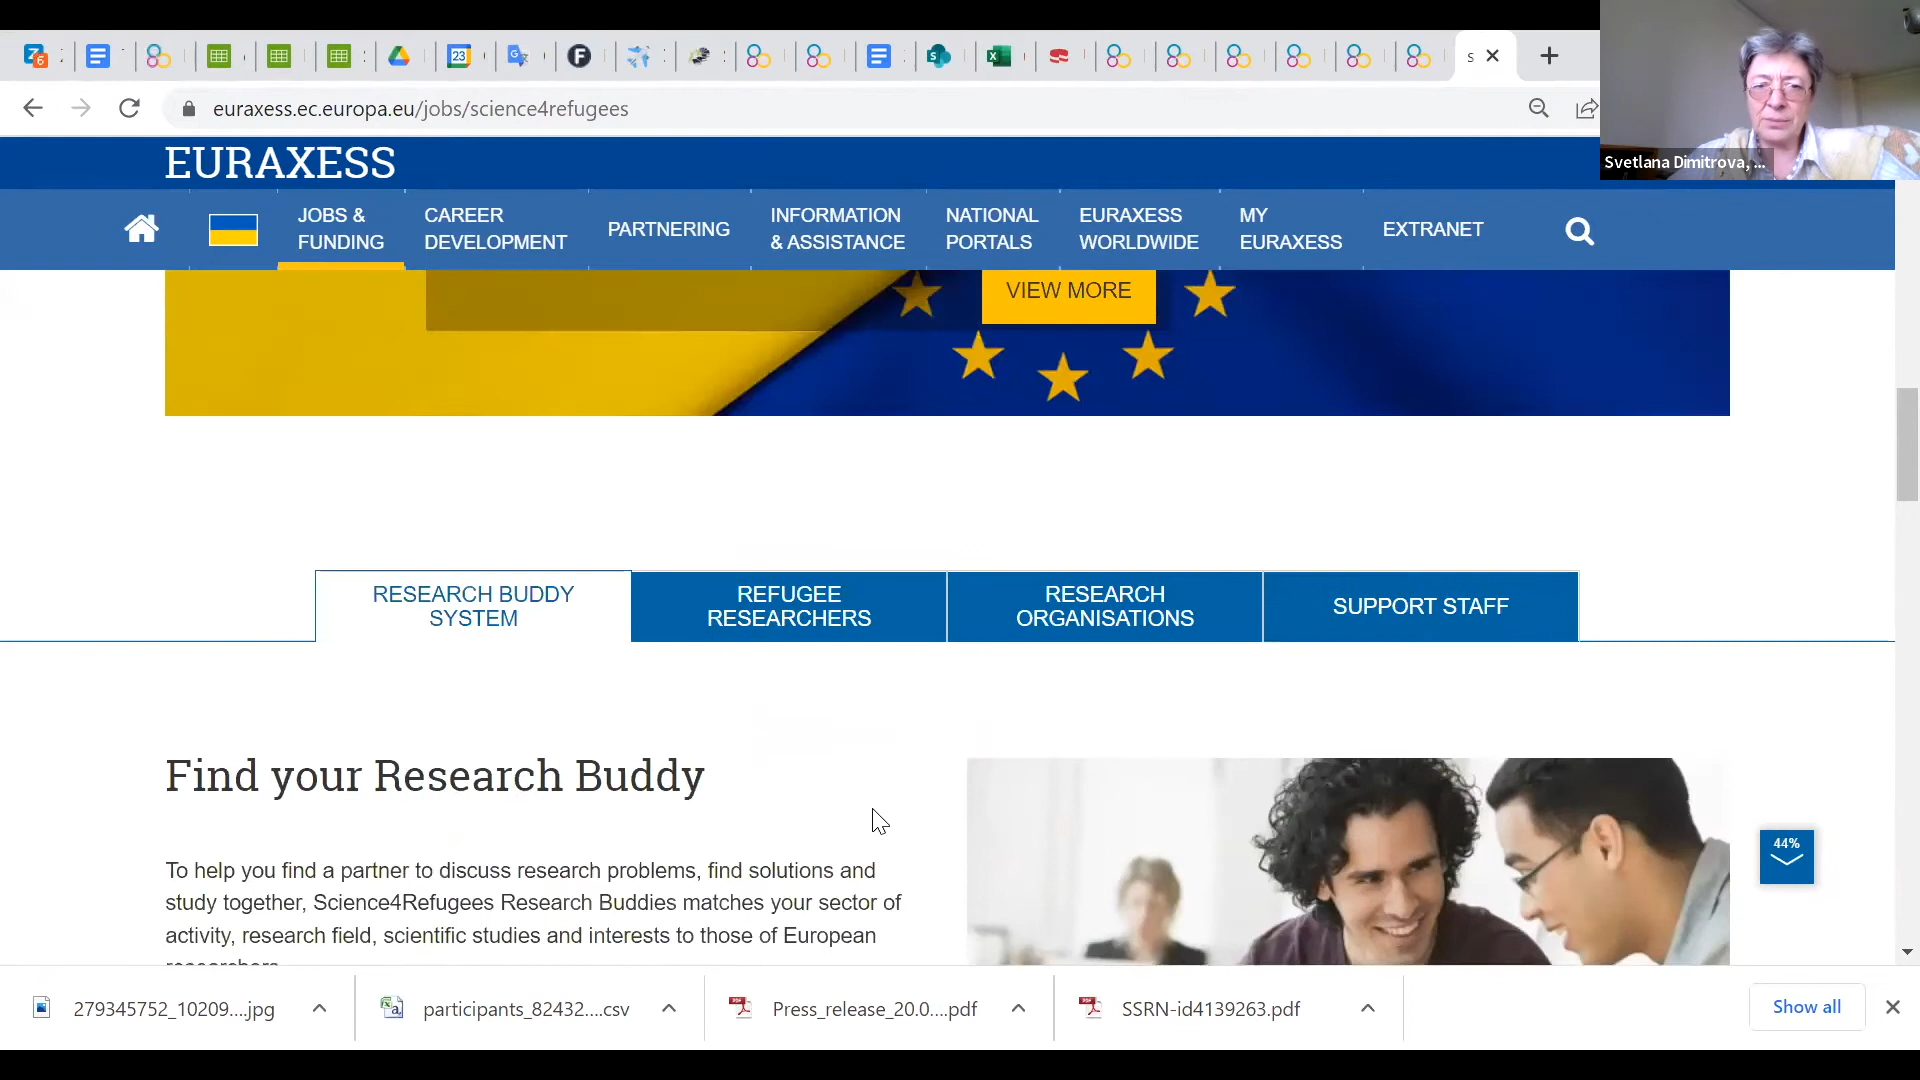 6
23
S
euraxess.ec.europa.eu/jobs/science4refugees
Svetlana Dimitrova, ...
EURAXESS
JOBS &
FUNDING
CAREER
DEVELOPMENT
PARTNERING
INFORMATION
& ASSISTANCE
NATIONAL
PORTALS
EURAXESS
WORLDWIDE
MY
EURAXESS
EXTRANET
VIEW MORE
RESEARCH BUDDY
SYSTEM
REFUGEE
RESEARCHERS
RESEARCH
ORGANISATIONS
SUPPORT STAFF
Find your Research Buddy
To help you find a partner to discuss research problems, find solutions and
study together, Science4Refugees Research Buddies matches your sector of
activity, research field, scientific studies and interests to those of European
researchers
44%
279345752_10209....jpg
participants_82432....csv
Press_release_20.0....pdf
SSRN-id4139263.pdf
Show all